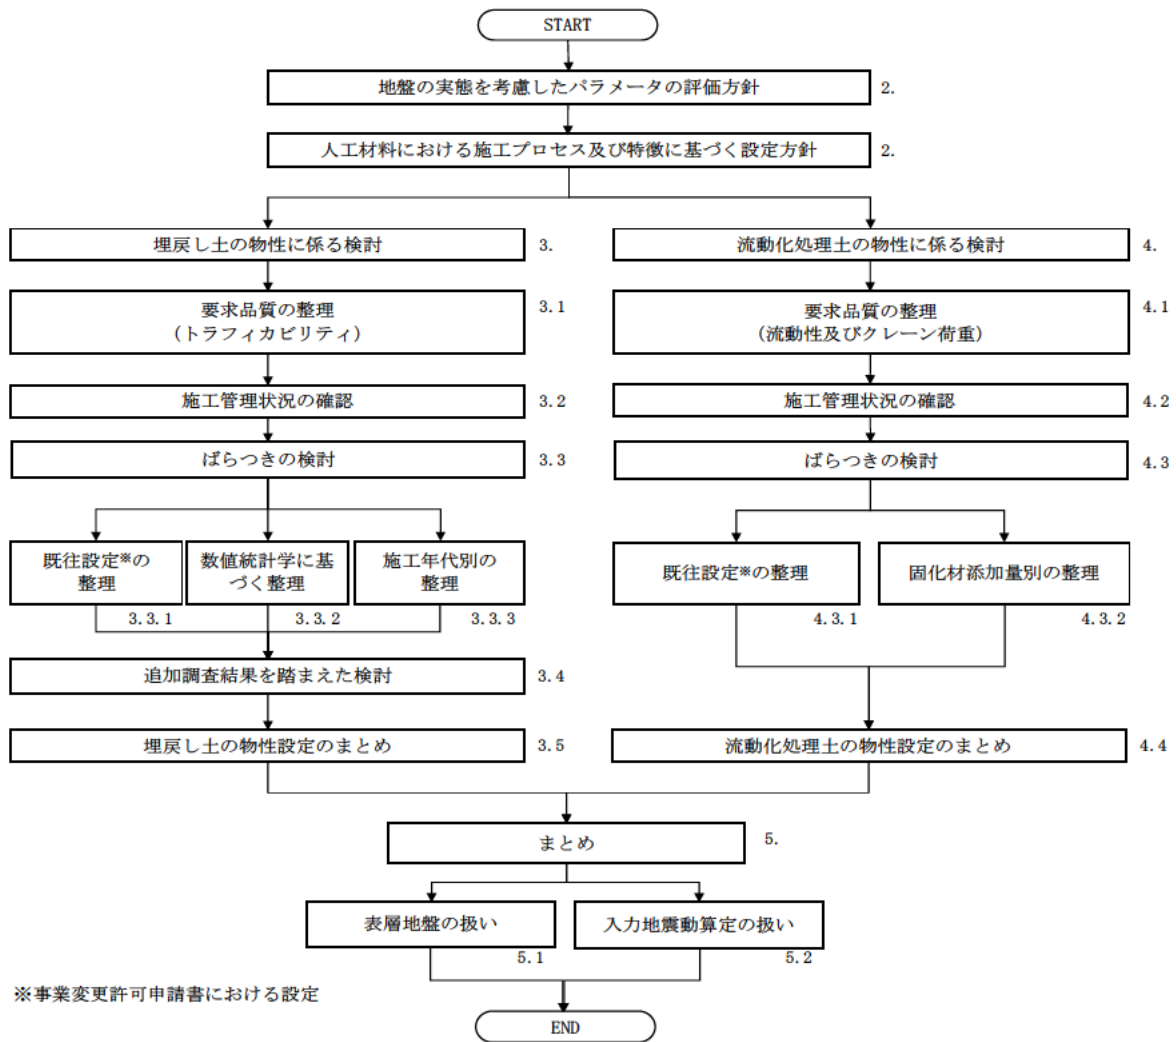 START
地盤の実態を考慮したパラメータの評価方針
2.
人工材料における施工プロセス及び特徴に基づく設定方針
2.
埋戻し土の物性に係る検討
3.
要求品質の整理
(トラフィカビリティ)
3.1
施工管理状況の確認
3.2
ばらつきの検討
3.3
既往設定※の
整理
3.3.1
数値統計学に基
づく整理
3.3.2
施工年代別の
整理
3.3.3
追加調査結果を踏まえた検討
3.4
埋戻し土の物性設定のまとめ
3.5
流動化処理土の物性に係る検討
4.
要求品質の整理
(流動性及びクレーン荷重)
4.1
施工管理状況の確認
4.2
ばらつきの検討
4.3
既往設定※の整理
4.3.1
固化材添加量別の整理
4.3.2
流動化処理土の物性設定のまとめ
4.4
まとめ
5.
表層地盤の扱い
5.1
入力地震動算定の扱い
5.2
※事業変更許可申請書における設定
END